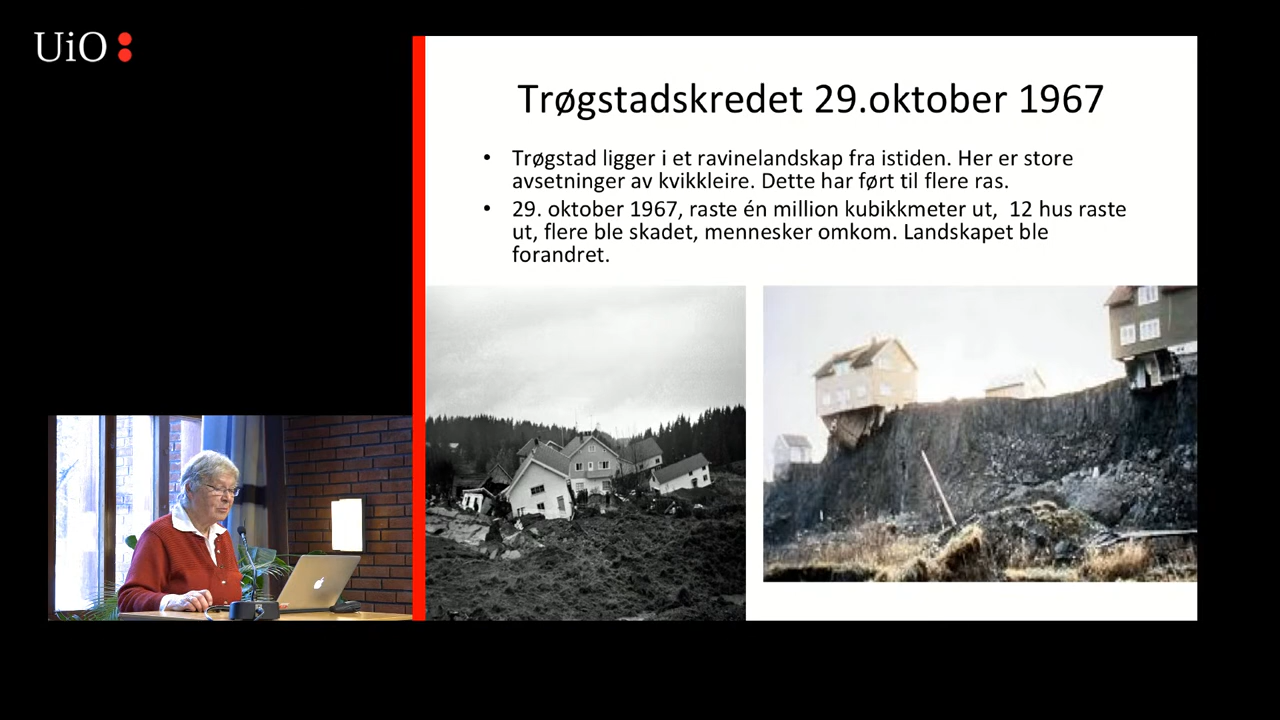 UiO
Trøgstadskredet 29.oktober 1967
• Trøgstad ligger i et ravinelandskap fra istiden. Her er store
avsetninger av kvikkleire. Dette har ført til flere ras.
• 29. oktober 1967, raste én million kubikkmeter ut,  12 hus raste
ut, flere ble skadet, mennesker omkom. Landskapet ble
forandret.